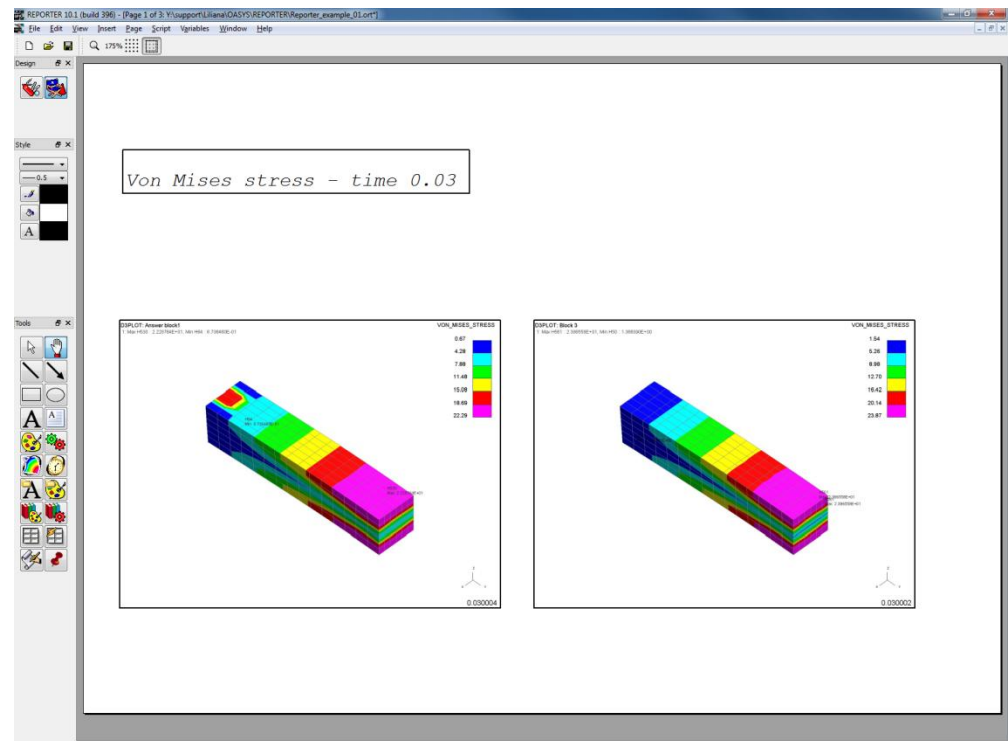 REPORTER 10.1 (build 396) - [Page 1 of 3: Y:\support\Liliana\OASYS\REPORTER\Reporter_example_01.ort*]
File Edit View Insert Page Script Variables Window Help
175%
Design
Style
0.5
A
Tools
A A
A
Von Mises stress - time 0.03
D3PLOT: Answer block1
VON_MISES_STRESS
0.67
4.28
7.88
11.48
15.08
18.69
22.29
0.030004
D3PLOT: Block 3
VON_MISES_STRESS
1.54
5.26
8.98
12.70
16.42
20.14
23.87
0.030002